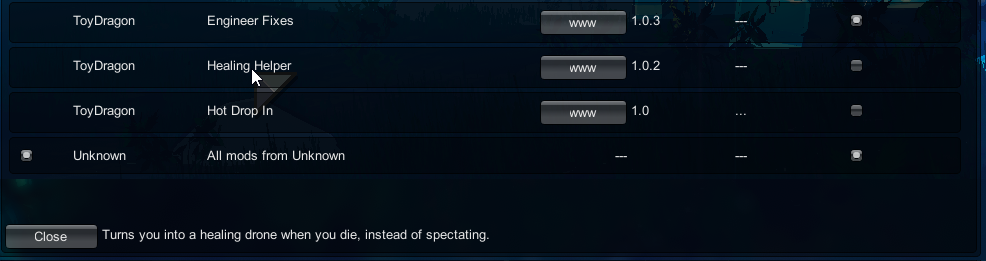 ToyDragon Engineer Fixes www 1.0.3 ---
ToyDragon Healing Helper www 1.0.2 ---
ToyDragon Hot Drop In www 1.0 ...
Unknown All mods from Unknown --- ---
Close Turns you into a healing drone when you die, instead of spectating.